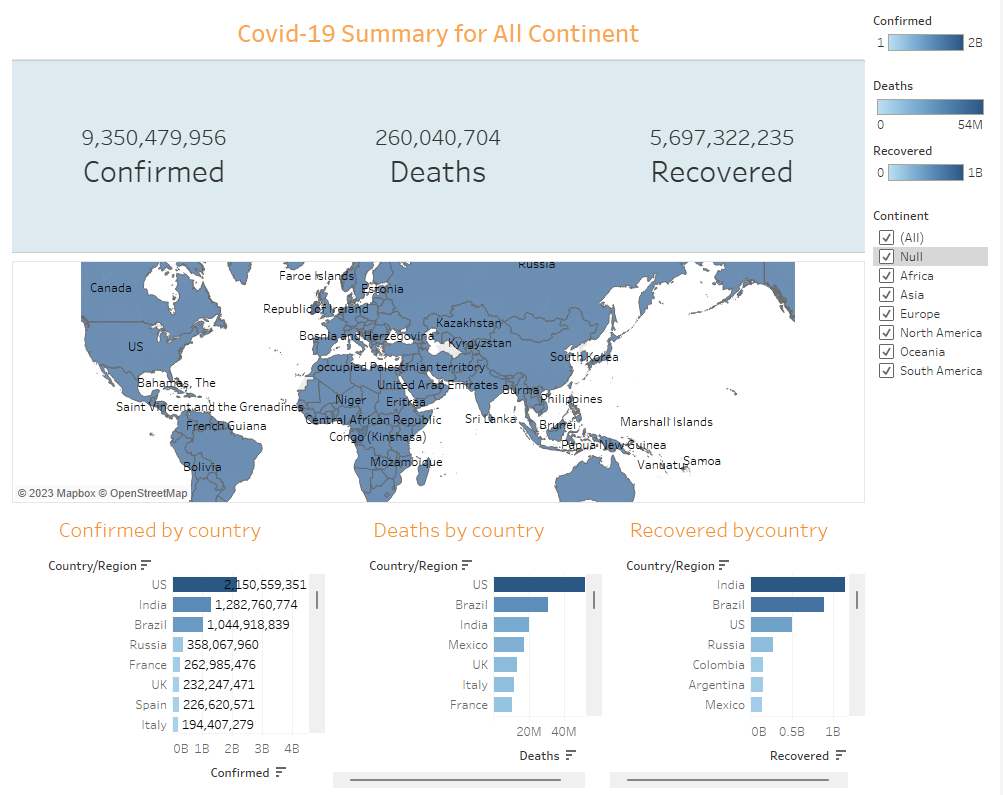 Covid-19 Summary for All Continent
9,350,479,956
Confirmed
260,040,704
Deaths
5,697,322,235
Recovered
Confirmed
1 2B
Deaths
0 54M
Recovered
0 1B
Continent
(All)
Null
Africa
Asia
Europe
North America
Oceania
South America
Russia
Faroe Islands
Canada
Estonia
Republic of Ireland
Kazakhstan
Bosnia and Herzegovina
US
Kyrgyzstan
South Korea
occupied Palestinian territory
Bahamas, The
United Arab Emirates
Burma
Niger
Eritrea
Philippines
Saint Vincent and the Grenadines
Central African Republic
Sri Lanka
French Guiana
Brunei
Marshall Islands
Congo (Kinshasa)
Papua New Guinea
Bolivia
Mozambique
Vanuatu
Samoa
© 2023 Mapbox © OpenStreetMap
Confirmed by country
Country/Region
US 2,150,559,351
India 1,282,760,774
Brazil 1,044,918,839
Russia 358,067,960
France 262,985,476
UK 232,247,471
Spain 226,620,571
Italy 194,407,279
0B 1B 2B 3B 4B
Confirmed
Deaths by country
Country/Region
US
Brazil
India
Mexico
UK
Italy
France
20M 40M
Deaths
Recovered bycountry
Country/Region
India
Brazil
US
Russia
Colombia
Argentina
Mexico
0B 0.5B 1B
Recovered